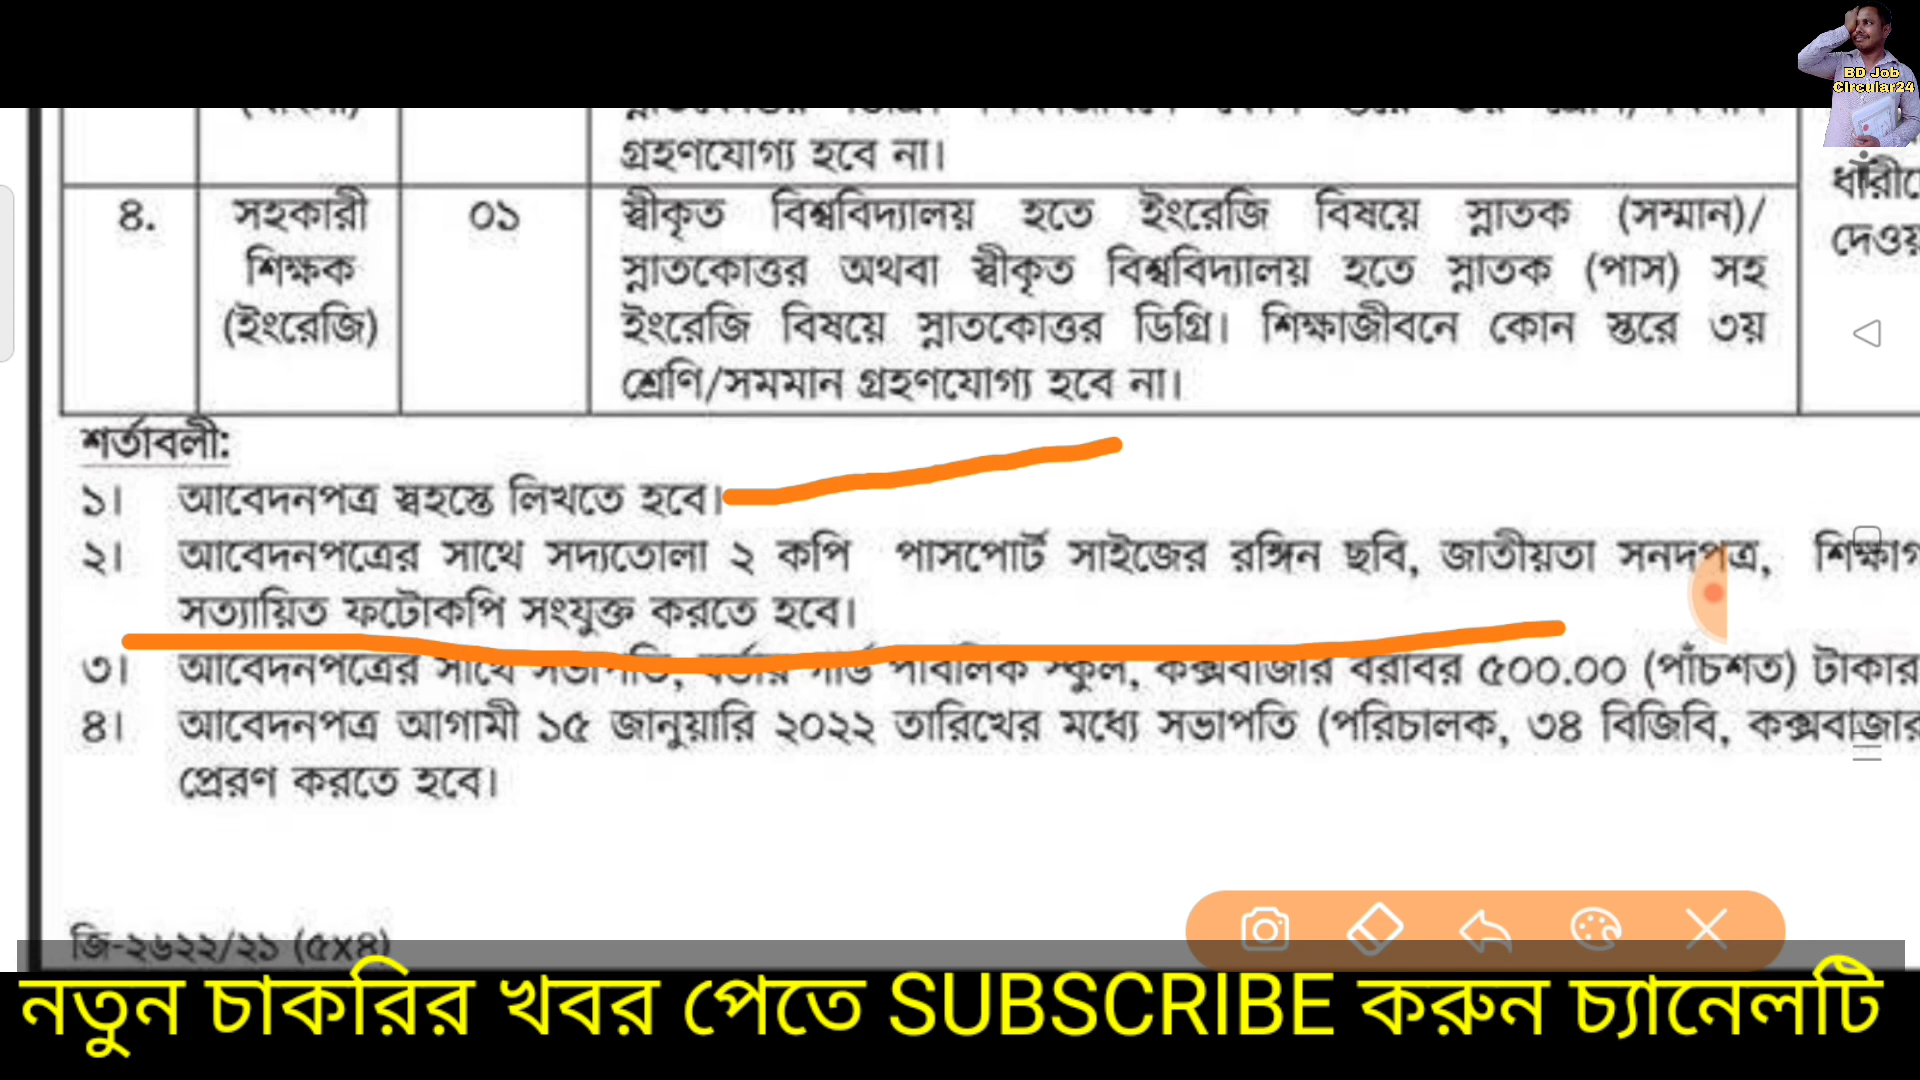 BD Job
Circular24
গ্রহণযোগ্য হবে না।
৪. সহকারী শিক্ষক (ইংরেজি) ০১
স্বীকৃত বিশ্ববিদ্যালয় হতে ইংরেজি বিষয়ে স্নাতক (সম্মান)/
স্নাতকোত্তর অথবা স্বীকৃত বিশ্ববিদ্যালয় হতে স্নাতক (পাস) সহ
ইংরেজি বিষয়ে স্নাতকোত্তর ডিগ্রি। শিক্ষাজীবনে কোন স্তরে ৩য়
শ্রেণি/সমমান গ্রহণযোগ্য হবে না।
শর্তাবলী:
১। আবেদনপত্র স্বহস্তে লিখতে হবে।
২। আবেদনপত্রের সাথে সদ্যতোলা ২ কপি পাসপোর্ট সাইজের রঙ্গিন ছবি, জাতীয়তা সনদপত্র,
সত্যায়িত ফটোকপি সংযুক্ত করতে হবে।
৩। আবেদনপত্রের সাথে সভাপতি, বর্ডার গার্ড পাবলিক স্কুল, কক্সবাজার বরাবর ৫০০.০০ (পাঁচশত) টাকার
৪। আবেদনপত্র আগামী ১৫ জানুয়ারি ২০২২ তারিখের মধ্যে সভাপতি (পরিচালক, ৩৪ বিজিবি, কক্সবাজার
প্রেরণ করতে হবে।
জি-২৬২২/২১ (৫x৪)
নতুন চাকরির খবর পেতে SUBSCRIBE করুন চ্যানেলটি